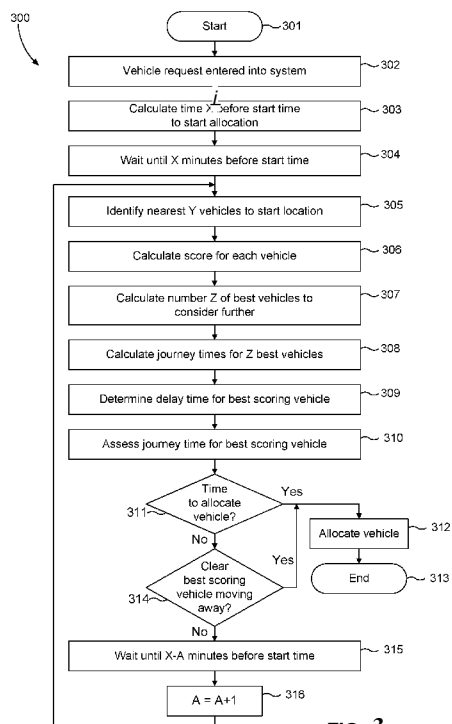 300
Start
301
Vehicle request entered into system
302
Calculate time X before start time
to start allocation
303
Wait until X minutes before start time
304
Identify nearest Y vehicles to start location
305
Calculate score for each vehicle
306
Calculate number Z of best vehicles to
consider further
307
Calculate journey times for Z best vehicles
308
Determine delay time for best scoring vehicle
309
Assess journey time for best scoring vehicle
310
Time
to allocate
vehicle?
311
Yes
No
Allocate vehicle
312
End
313
Clear
best scoring
vehicle moving
away?
314
Yes
No
Wait until X-A minutes before start time
315
A = A+1
316
FIG. 3